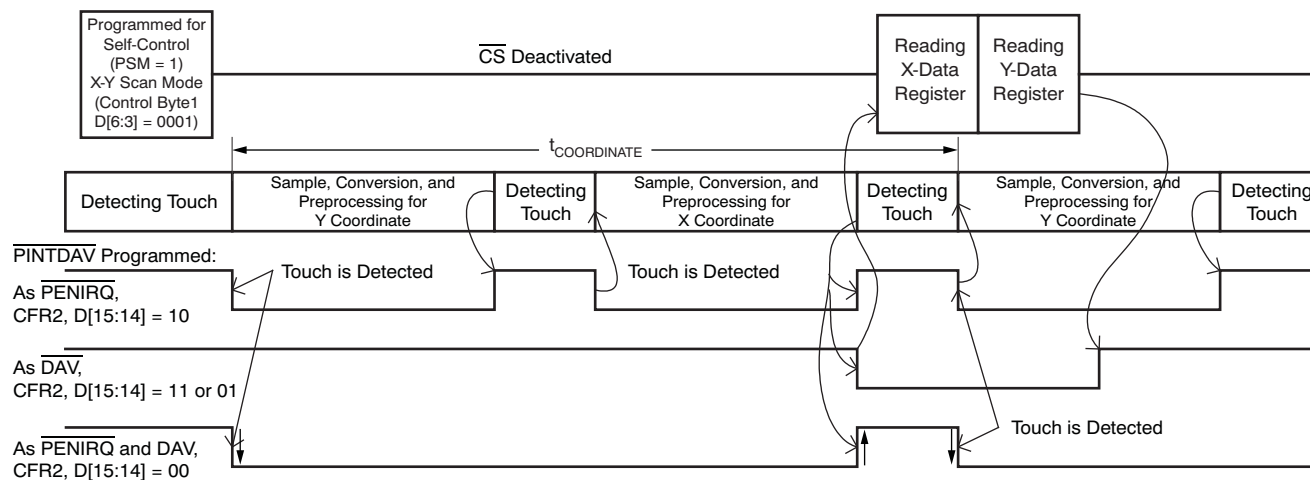 Programmed for
Self-Control
(PSM = 1)
X-Y Scan Mode
(Control Byte1
D[6:3] = 0001)
CS Deactivated
Reading
X-Data
Register
Reading
Y-Data
Register
tCOORDINATE
Detecting Touch
Sample, Conversion, and
Preprocessing for
Y Coordinate
Detecting
Touch
Sample, Conversion, and
Preprocessing for
X Coordinate
Detecting
Touch
Sample, Conversion, and
Preprocessing for
Y Coordinate
Detecting
Touch
PINTDAV Programmed:
Touch is Detected
Touch is Detected
As PENIRQ,
CFR2, D[15:14] = 10
As DAV,
CFR2, D[15:14] = 11 or 01
As PENIRQ and DAV,
CFR2, D[15:14] = 00
Touch is Detected